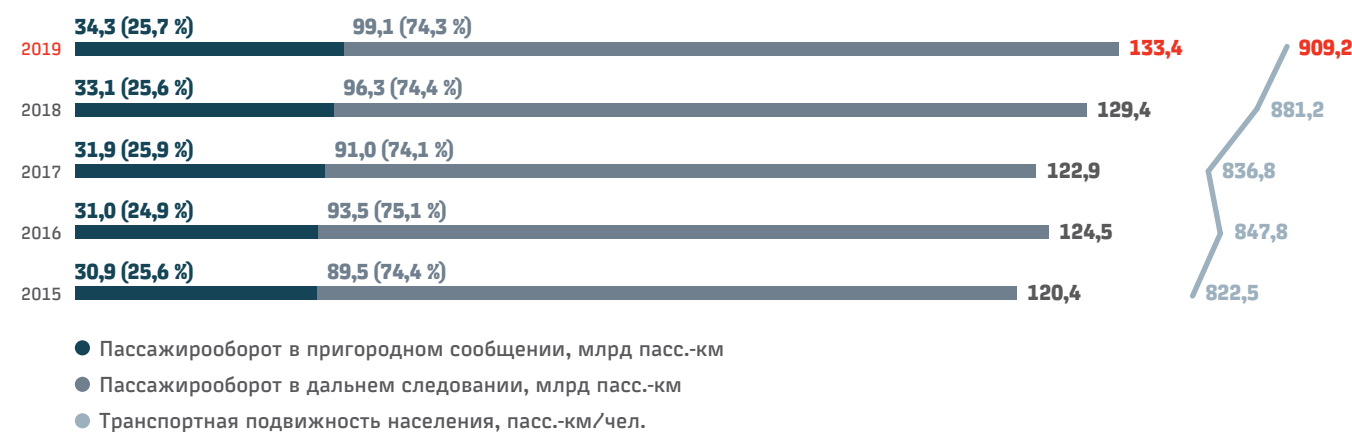 34,3 (25,7 %) 99,1 (74,3 %)
2019 133,4 909,2
33,1 (25,6 %) 96,3 (74,4 %)
2018 129,4 881,2
31,9 (25,9 %) 91,0 (74,1 %)
2017 122,9 836,8
31,0 (24,9 %) 93,5 (75,1 %)
2016 124,5 847,8
30,9 (25,6 %) 89,5 (74,4 %)
2015 120,4 822,5
Пассажирооборот в пригородном сообщении, млрд пасс.-км
Пассажирооборот в дальнем следовании, млрд пасс.-км
Транспортная подвижность населения, пасс.-км/чел.